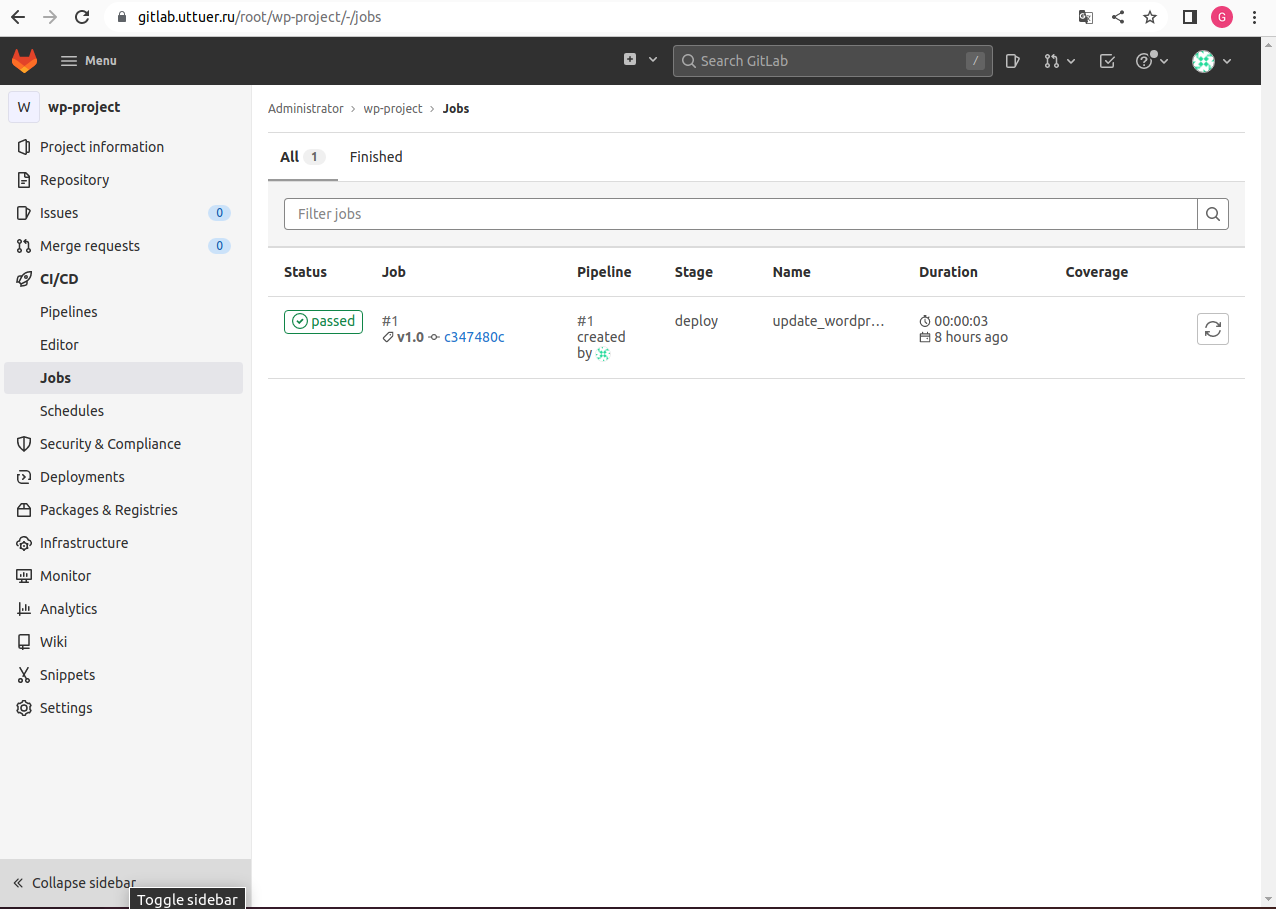 gitlab.uttuer.ru/root/wp-project/-/jobs
G
Menu
Search GitLab
/
W wp-project
Project information
Repository
Issues 0
Merge requests 0
CI/CD
Pipelines
Editor
Jobs
Schedules
Security & Compliance
Deployments
Packages & Registries
Infrastructure
Monitor
Analytics
Wiki
Snippets
Settings
Collapse sidebar
Toggle sidebar
Administrator › wp-project › Jobs
All 1 Finished
Filter jobs
Status Job Pipeline Stage Name Duration Coverage
passed #1 #1 deploy update_wordpr… 00:00:03
v1.0 c347480c created 8 hours ago
by